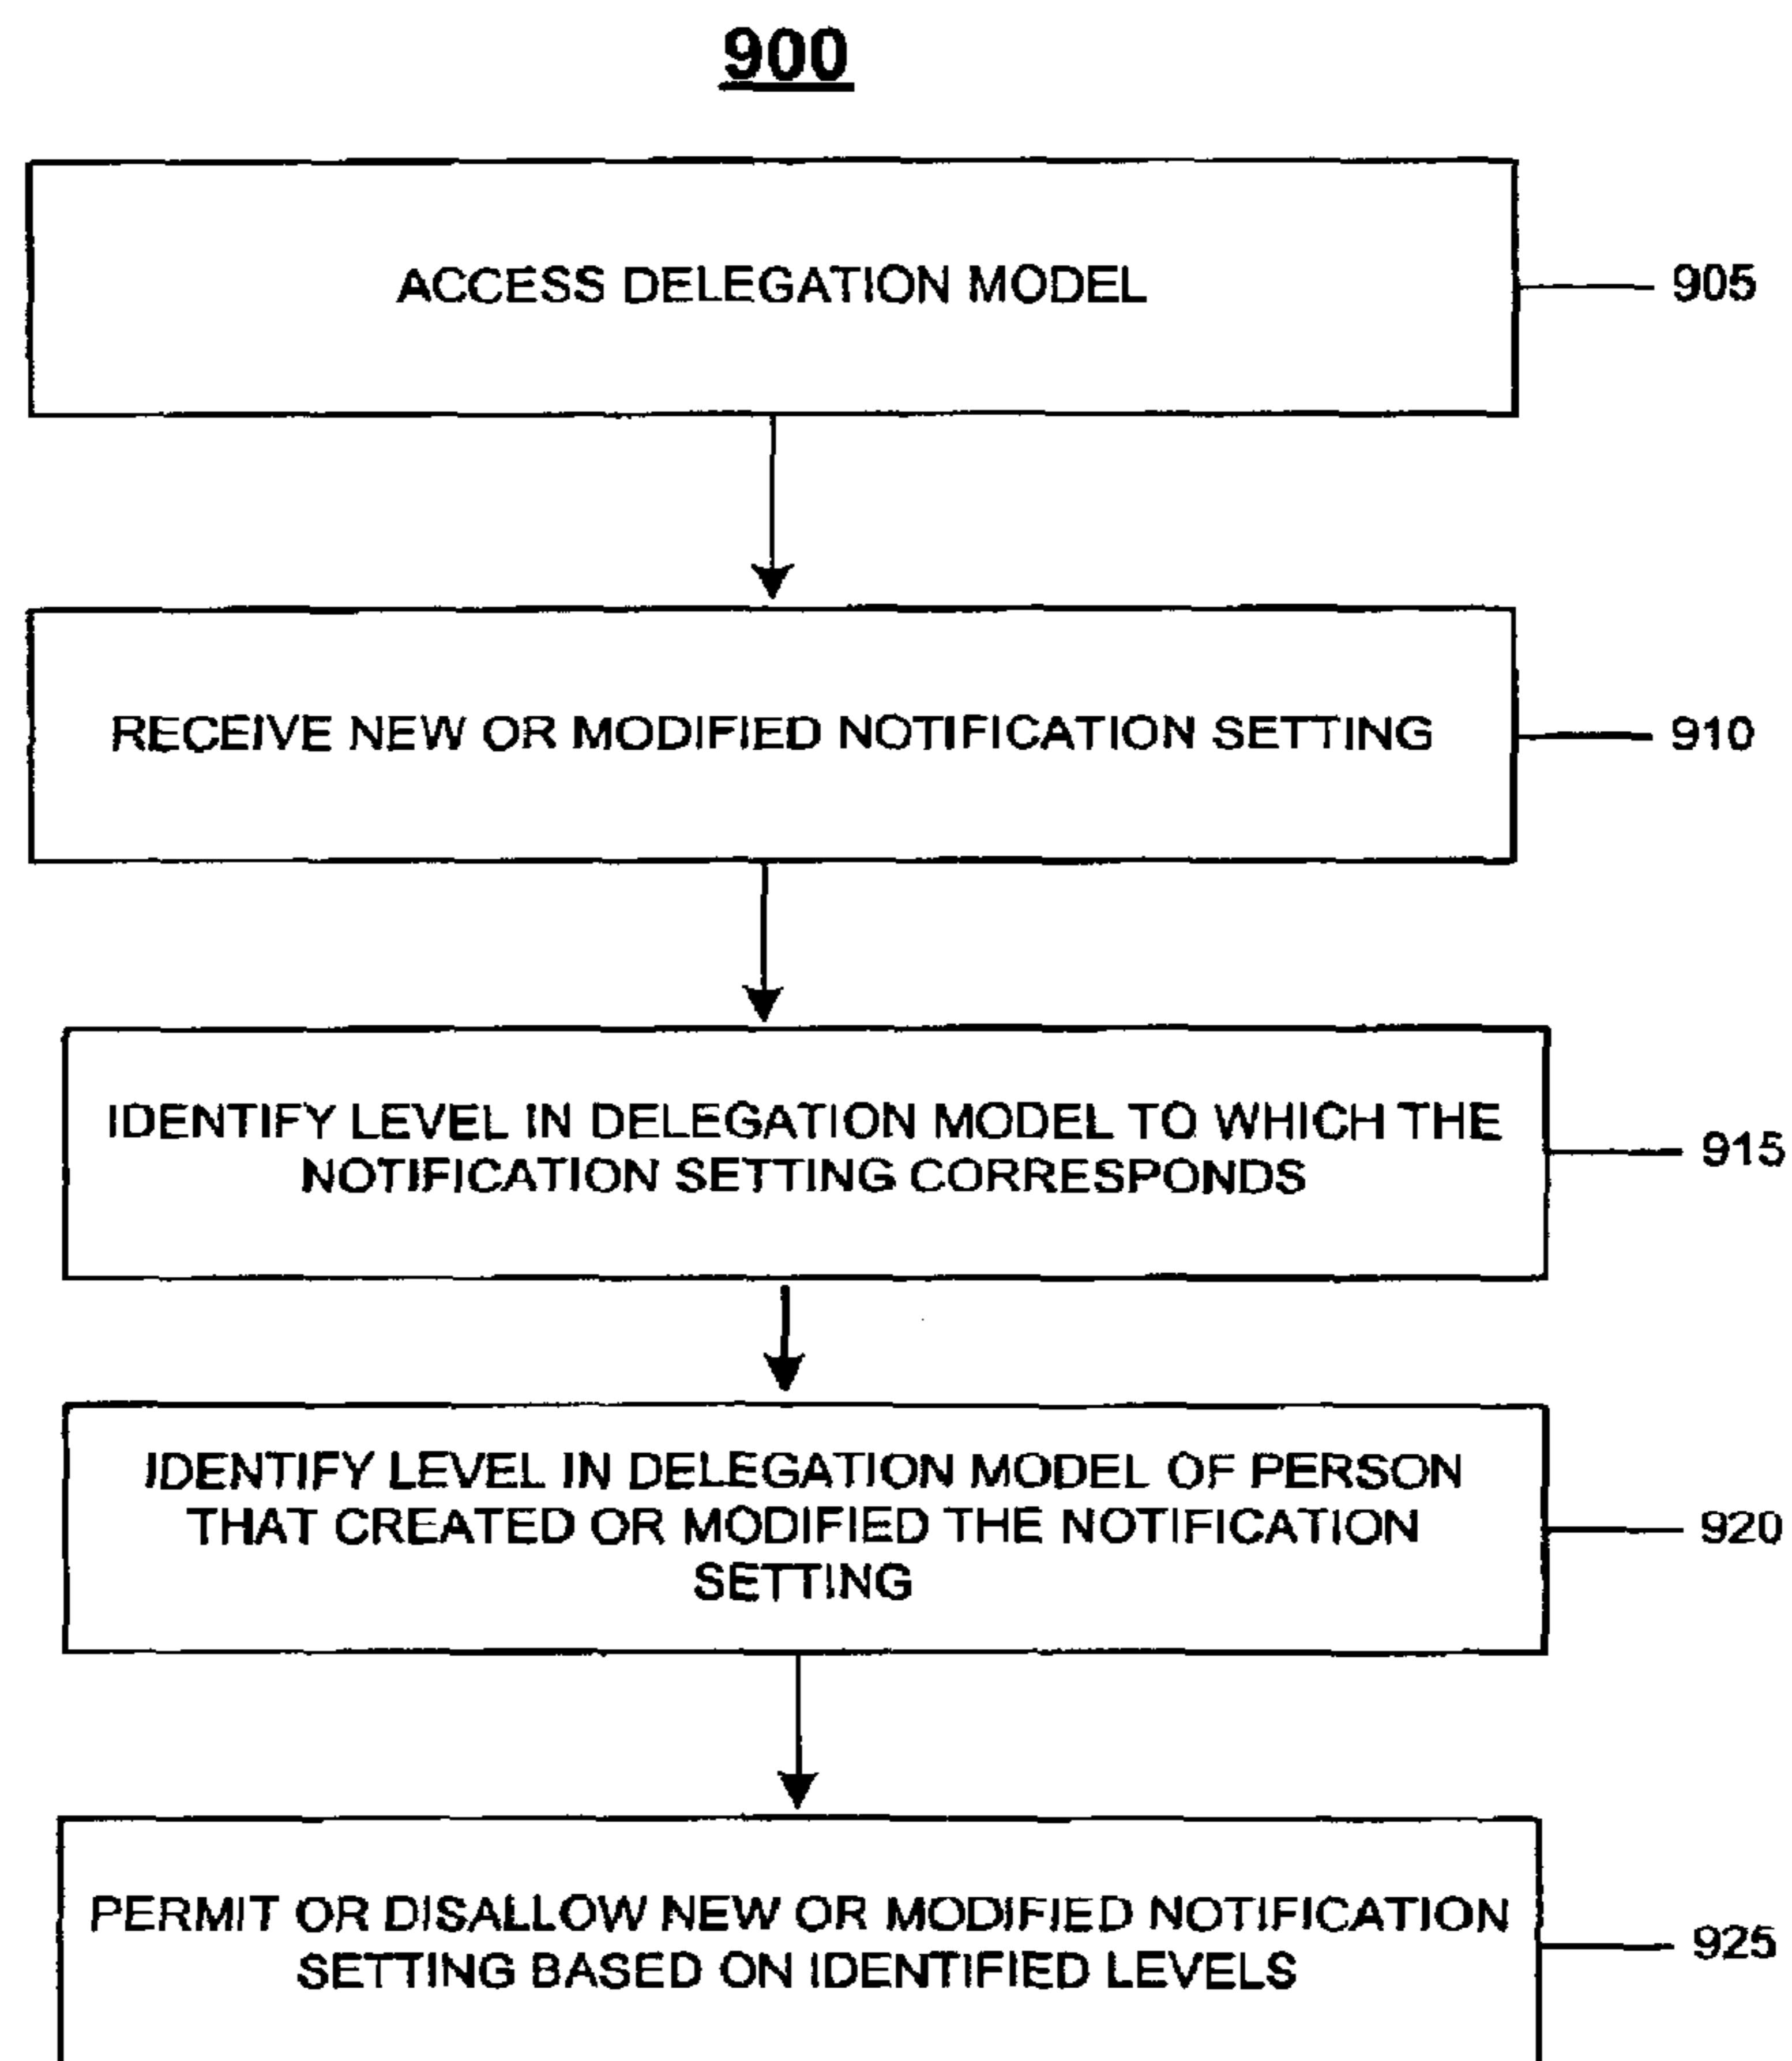 900
ACCESS DELEGATION MODEL
905
RECEIVE NEW OR MODIFIED NOTIFICATION SETTING
910
IDENTIFY LEVEL IN DELEGATION MODEL TO WHICH THE
NOTIFICATION SETTING CORRESPONDS
915
IDENTIFY LEVEL IN DELEGATION MODEL OF PERSON
THAT CREATED OR MODIFIED THE NOTIFICATION
SETTING
920
PERMIT OR DISALLOW NEW OR MODIFIED NOTIFICATION
SETTING BASED ON IDENTIFIED LEVELS
925